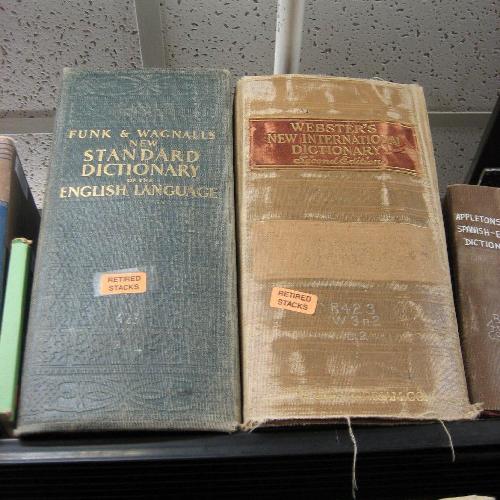 FUNK & WAGNALLS
NEW
STANDARD
DICTIONARY
OF THE
ENGLISH LANGUAGE
RETIRED
STACKS
WEBSTER'S
NEW INTERNATIONAL
DICTIONARY
Second Edition
RETIRED
STACKS
R423
APPLETONS
SPANISH-E
DICTION